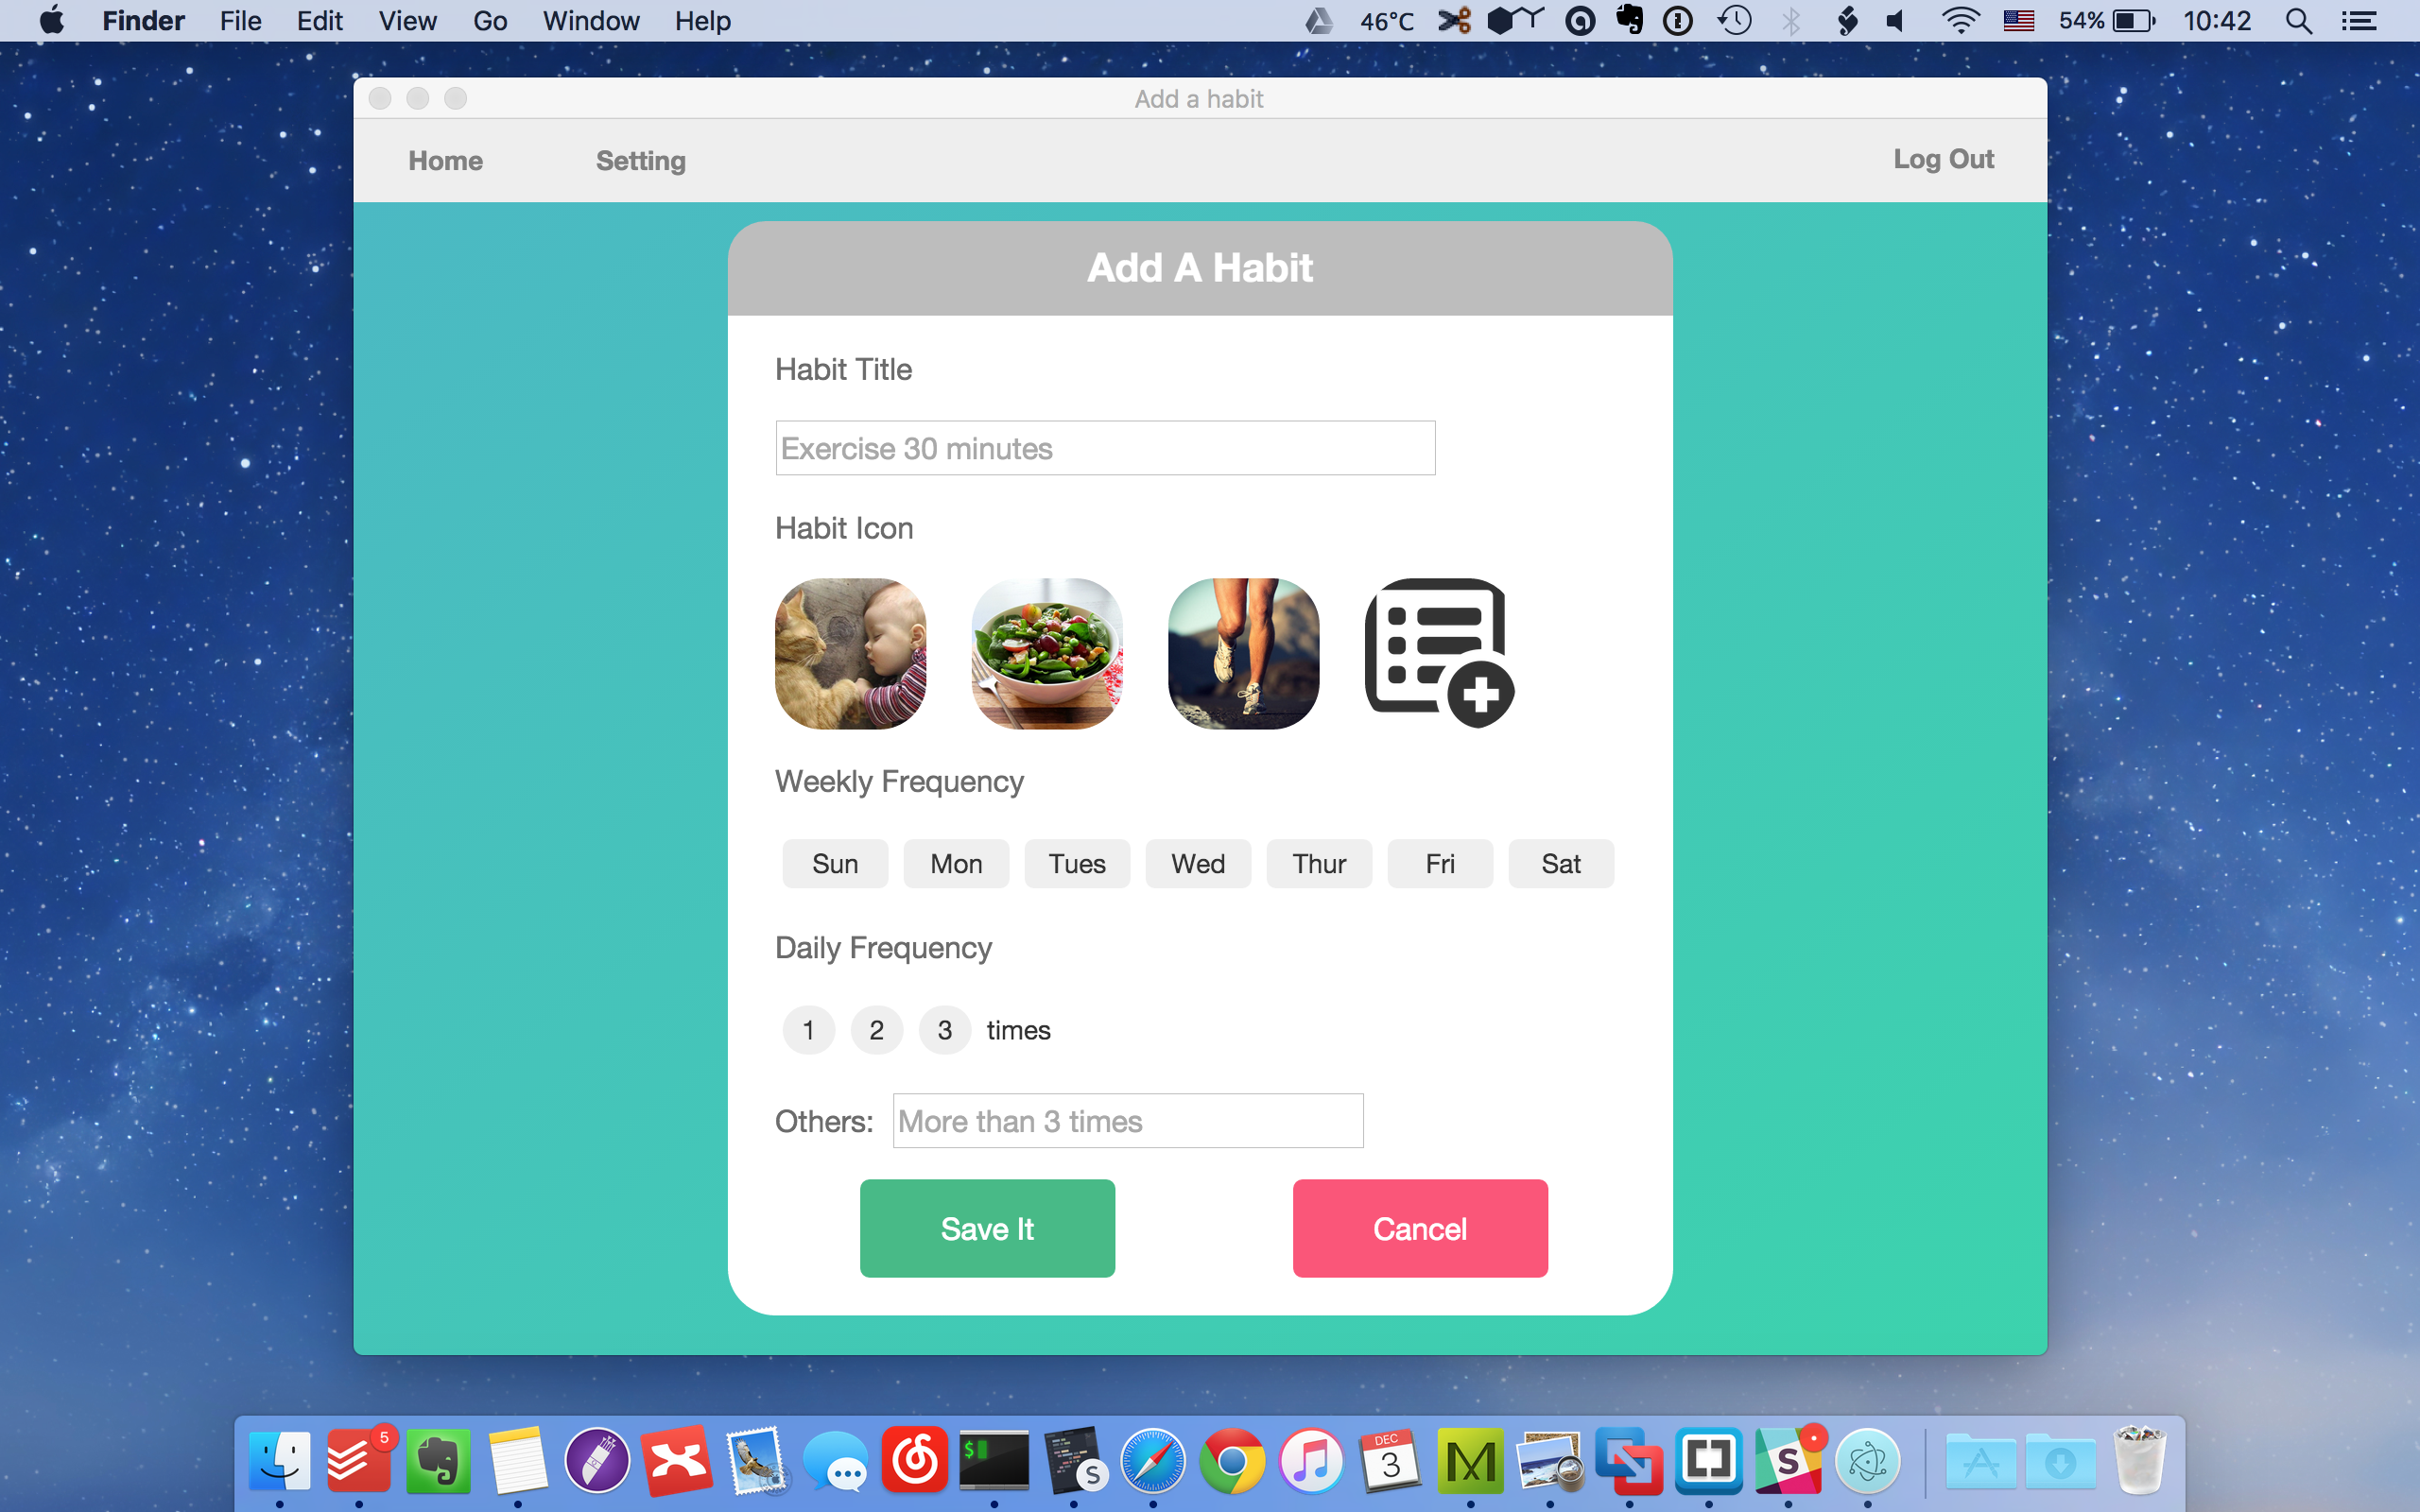 Finder File Edit View Go Window Help 46°C 54% 10:42
Add a habit
Home Setting Log Out
Add A Habit
Habit Title
Exercise 30 minutes
Habit Icon
Weekly Frequency
Sun Mon Tues Wed Thur Fri Sat
Daily Frequency
1 2 3 times
Others: More than 3 times
Save It Cancel
5
$
S
DEC
3
M
S